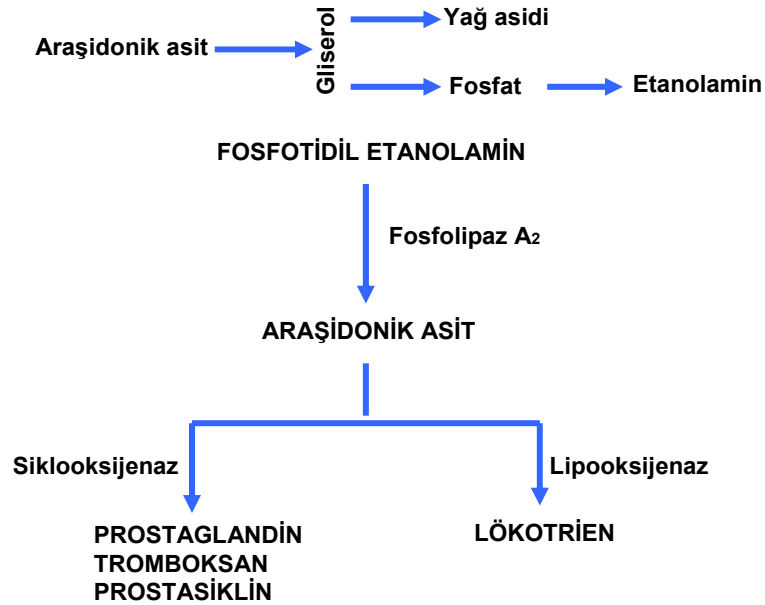 Yağ asidi
Araşidonik asit
Gliserol
Fosfat
Etanolamin
FOSFOTİDİL ETANOLAMİN
Fosfolipaz A2
ARAŞİDONİK ASİT
Siklooksijenaz
Lipooksijenaz
PROSTAGLANDİN
TROMBOKSAN
PROSTASİKLİN
LÖKOTRİEN